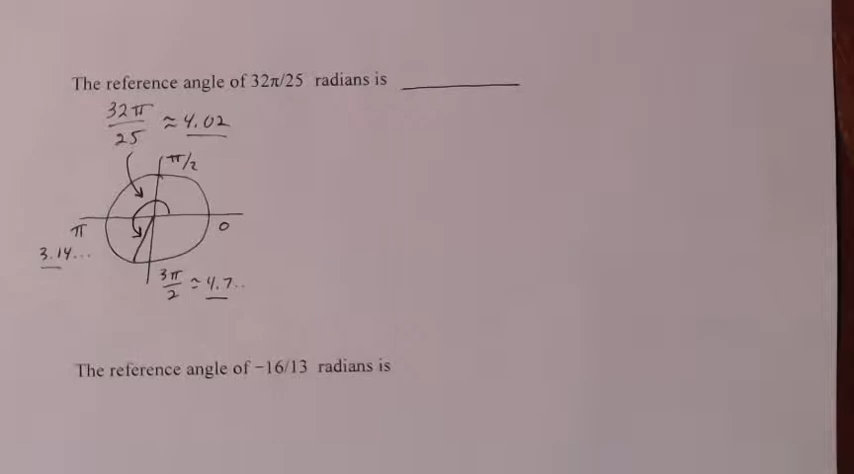 The reference angle of 32π/25 radians is
32π/25 ≈ 4.02
π/2
π
0
3.14...
3π/2 ≈ 4.7..
The reference angle of −16/13 radians is